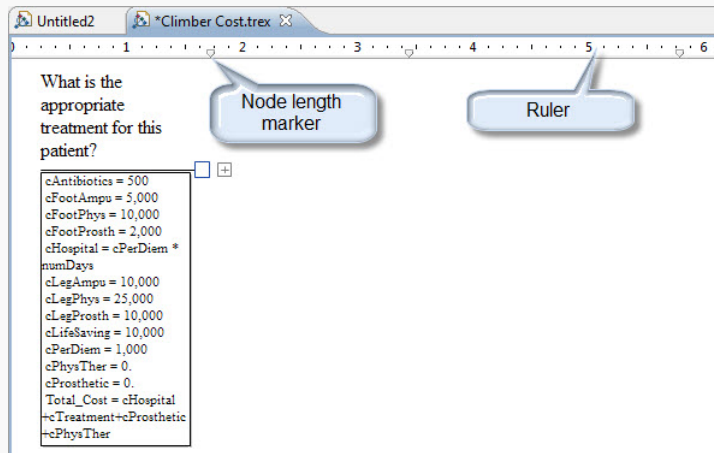 Untitled2 *Climber Cost.trex
0 1 2 3 4 5 6
What is the
appropriate
treatment for this
patient?
Node length
marker
Ruler
cAntibiotics = 500
cFootAmpu = 5,000
cFootPhys = 10,000
cFootProsth = 2,000
cHospital = cPerDiem *
numDays
cLegAmpu = 10,000
cLegPhys = 25,000
cLegProsth = 10,000
cLifeSaving = 10,000
cPerDiem = 1,000
cPhysTher = 0.
cProsthetic = 0.
Total_Cost = cHospital
+cTreatment+cProsthetic
+cPhysTher